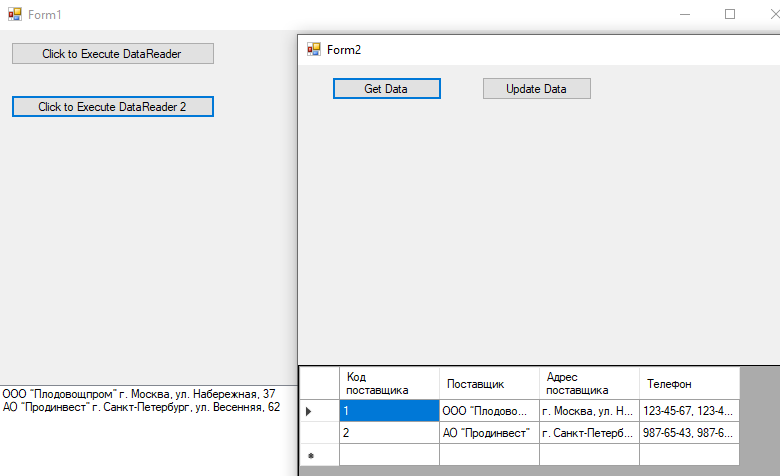 Form1
Click to Execute DataReader
Click to Execute DataReader 2
ООО "Плодовощпром" г. Москва, ул. Набережная, 37
АО "Продинвест" г. Санкт-Петербург, ул. Весенняя, 62
Form2
Get Data Update Data
Код поставщика Поставщик Адрес поставщика Телефон
1 ООО "Плодово... г. Москва, ул. Н... 123-45-67, 123-4...
2 АО "Продинвест" г. Санкт-Петерб... 987-65-43, 987-6...